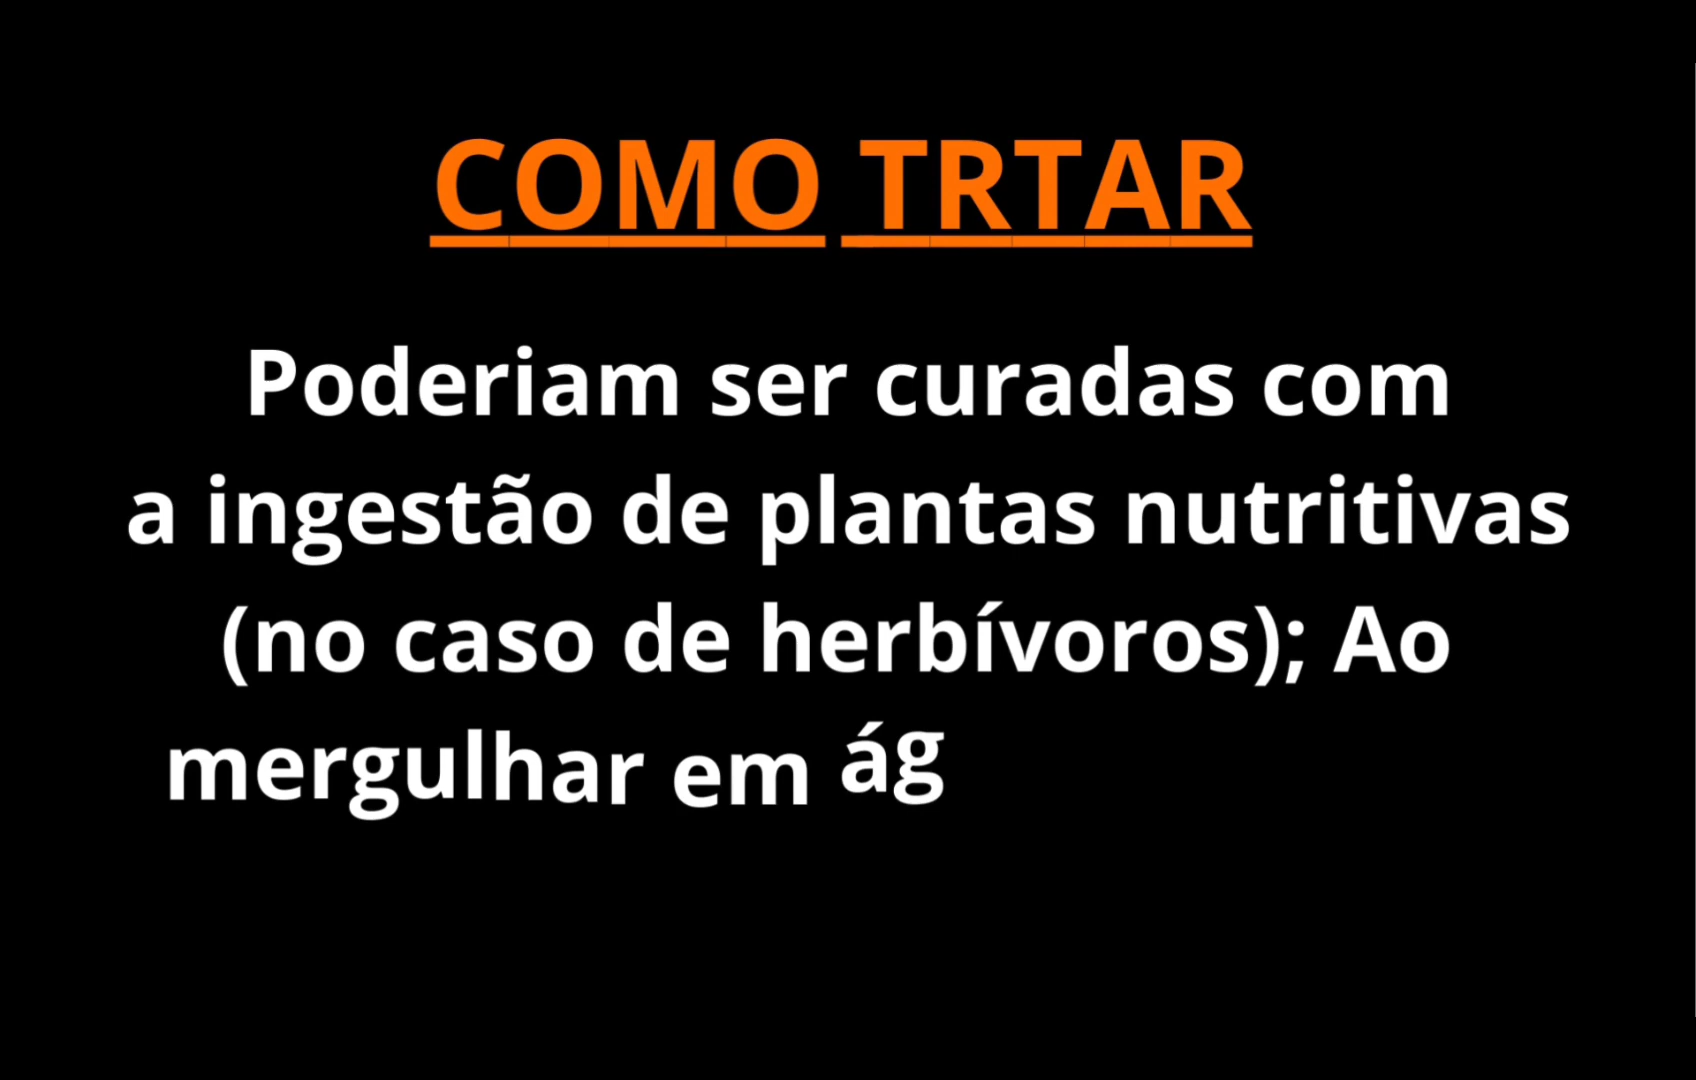 COMO TRTAR
Poderiam ser curadas com
a ingestão de plantas nutritivas
(no caso de herbívoros); Ao
mergulhar em ág